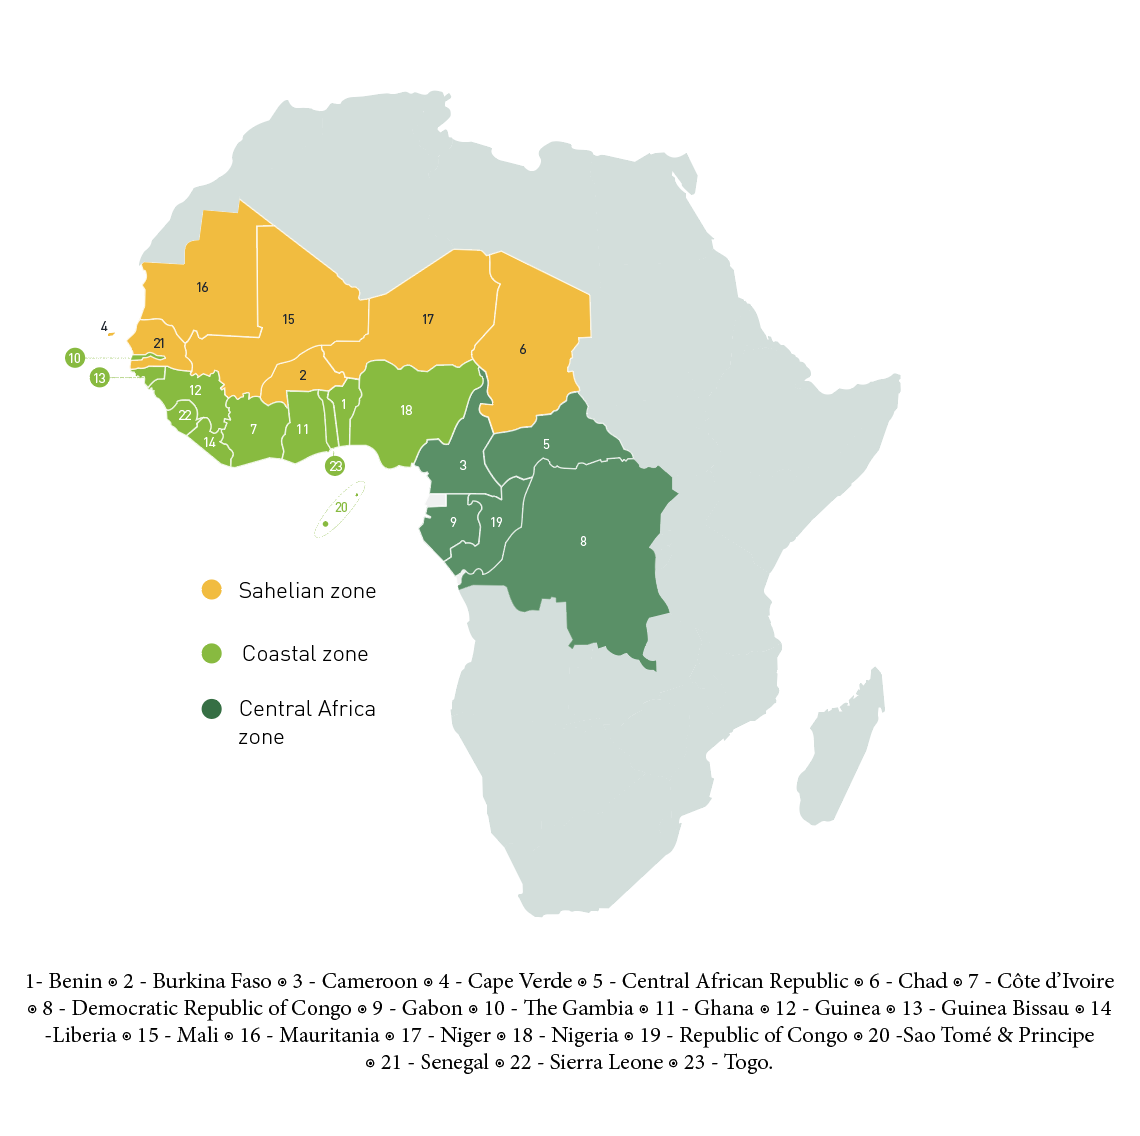 16
15
17
4
21
6
10
2
13
12
1
18
22
7
11
14
5
3
23
20
9
19
8
Sahelian zone
Coastal zone
Central Africa
zone
1- Benin ⊙ 2 - Burkina Faso ⊙ 3 - Cameroon ⊙ 4 - Cape Verde ⊙ 5 - Central African Republic ⊙ 6 - Chad ⊙ 7 - Côte d’Ivoire
⊙ 8 - Democratic Republic of Congo ⊙ 9 - Gabon ⊙ 10 - The Gambia ⊙ 11 - Ghana ⊙ 12 - Guinea ⊙ 13 - Guinea Bissau ⊙ 14
-Liberia ⊙ 15 - Mali ⊙ 16 - Mauritania ⊙ 17 - Niger ⊙ 18 - Nigeria ⊙ 19 - Republic of Congo ⊙ 20 -Sao Tomé & Principe
⊙ 21 - Senegal ⊙ 22 - Sierra Leone ⊙ 23 - Togo.